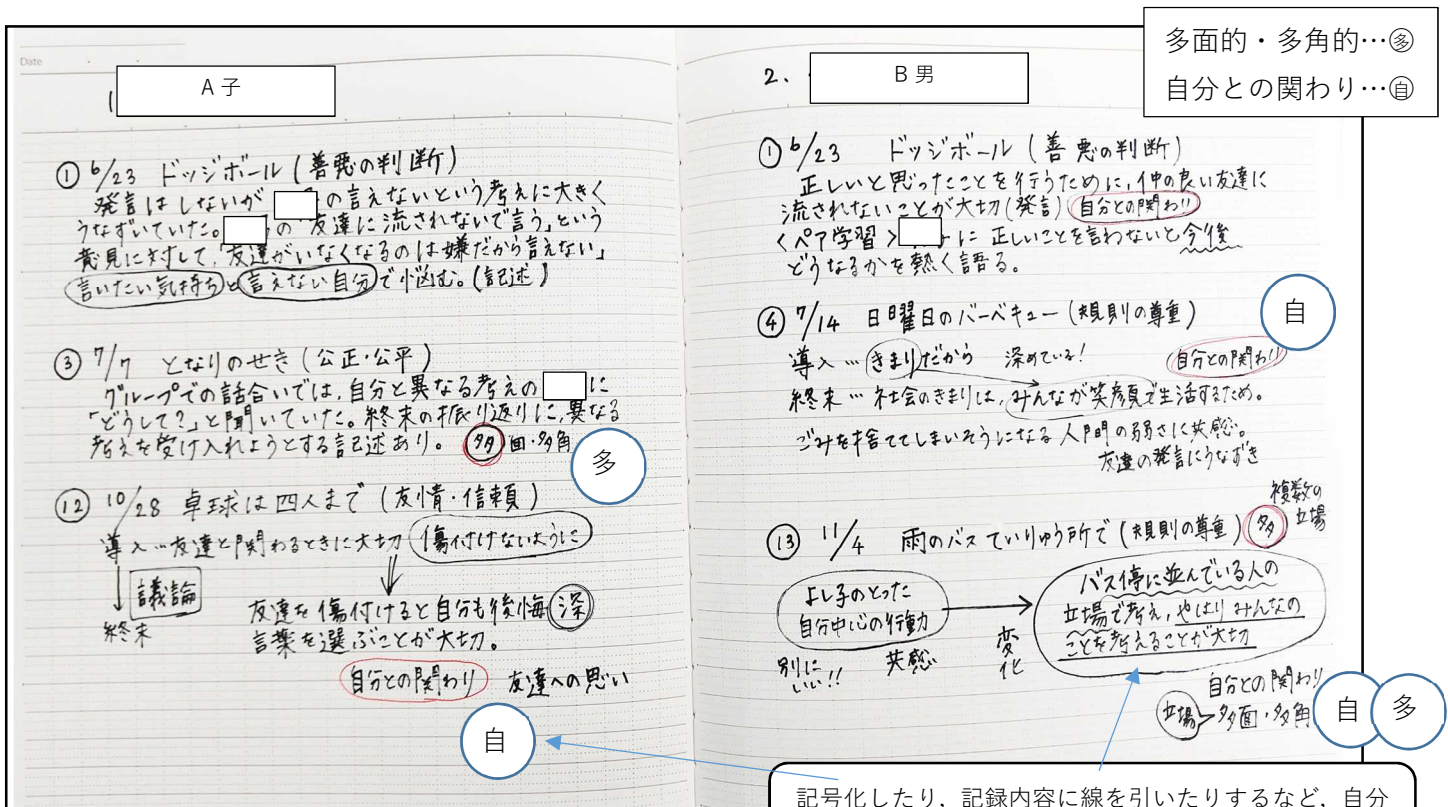 多面的・多角的…㊎
自分との関わり…㊐
Date
1
A子
① 6/23 ドッジボール (善悪の判断)
発言はしないが の言えないという考えに大きく
うなずいていた。 の「友達に流されないで言う」という
意見に対して、友達がいなくなるのは嫌だから言えない」
言いたい気持ちと言えない自分で悩む。(記述)
③ 7/7 となりのせき (公正・公平)
グループでの話合いでは、自分と異なる考えの に
「どうして?」と聞いていた。終末の振り返りに、異なる
考えを受け入れようとする記述あり。 多面・多角
多
⑫ 10/28 卓球は四人まで (友情・信頼)
導入…友達と関わるときに大切 傷付けないように
議論
終末
友達を傷付けると自分も後悔 深
言葉を選ぶことが大切。
自分との関わり 友達への思い
自
2.
B男
① 6/23 ドッジボール (善悪の判断)
正しいと思ったことを行うために、仲の良い友達に
流されないことが大切(発言) 自分との関わり
<ペア学習> に 正しいことを言わないと今後
どうなるかを熱く語る。
④ 7/14 日曜日のバーベキュー (規則の尊重)
自
導入…きまりだから 深めている! 自分との関わり
終末…社会のきまりは、みんなが笑顔で生活するため。
ごみを捨ててしまいそうになる人間の弱さに共感。
友達の発言にうなずき
⑬ 11/4 雨のバスていりゅう所で (規則の尊重) 多 複数の立場
よし子のとった
自分中心の行動
別にいい!! 共感
変化
バス停に並んでいる人の
立場で考え、やはりみんなの
ことを考えることが大切
自分との関わり
立場 多面・多角
自 多
記号化したり，記録内容に線を引いたりするなど，自分